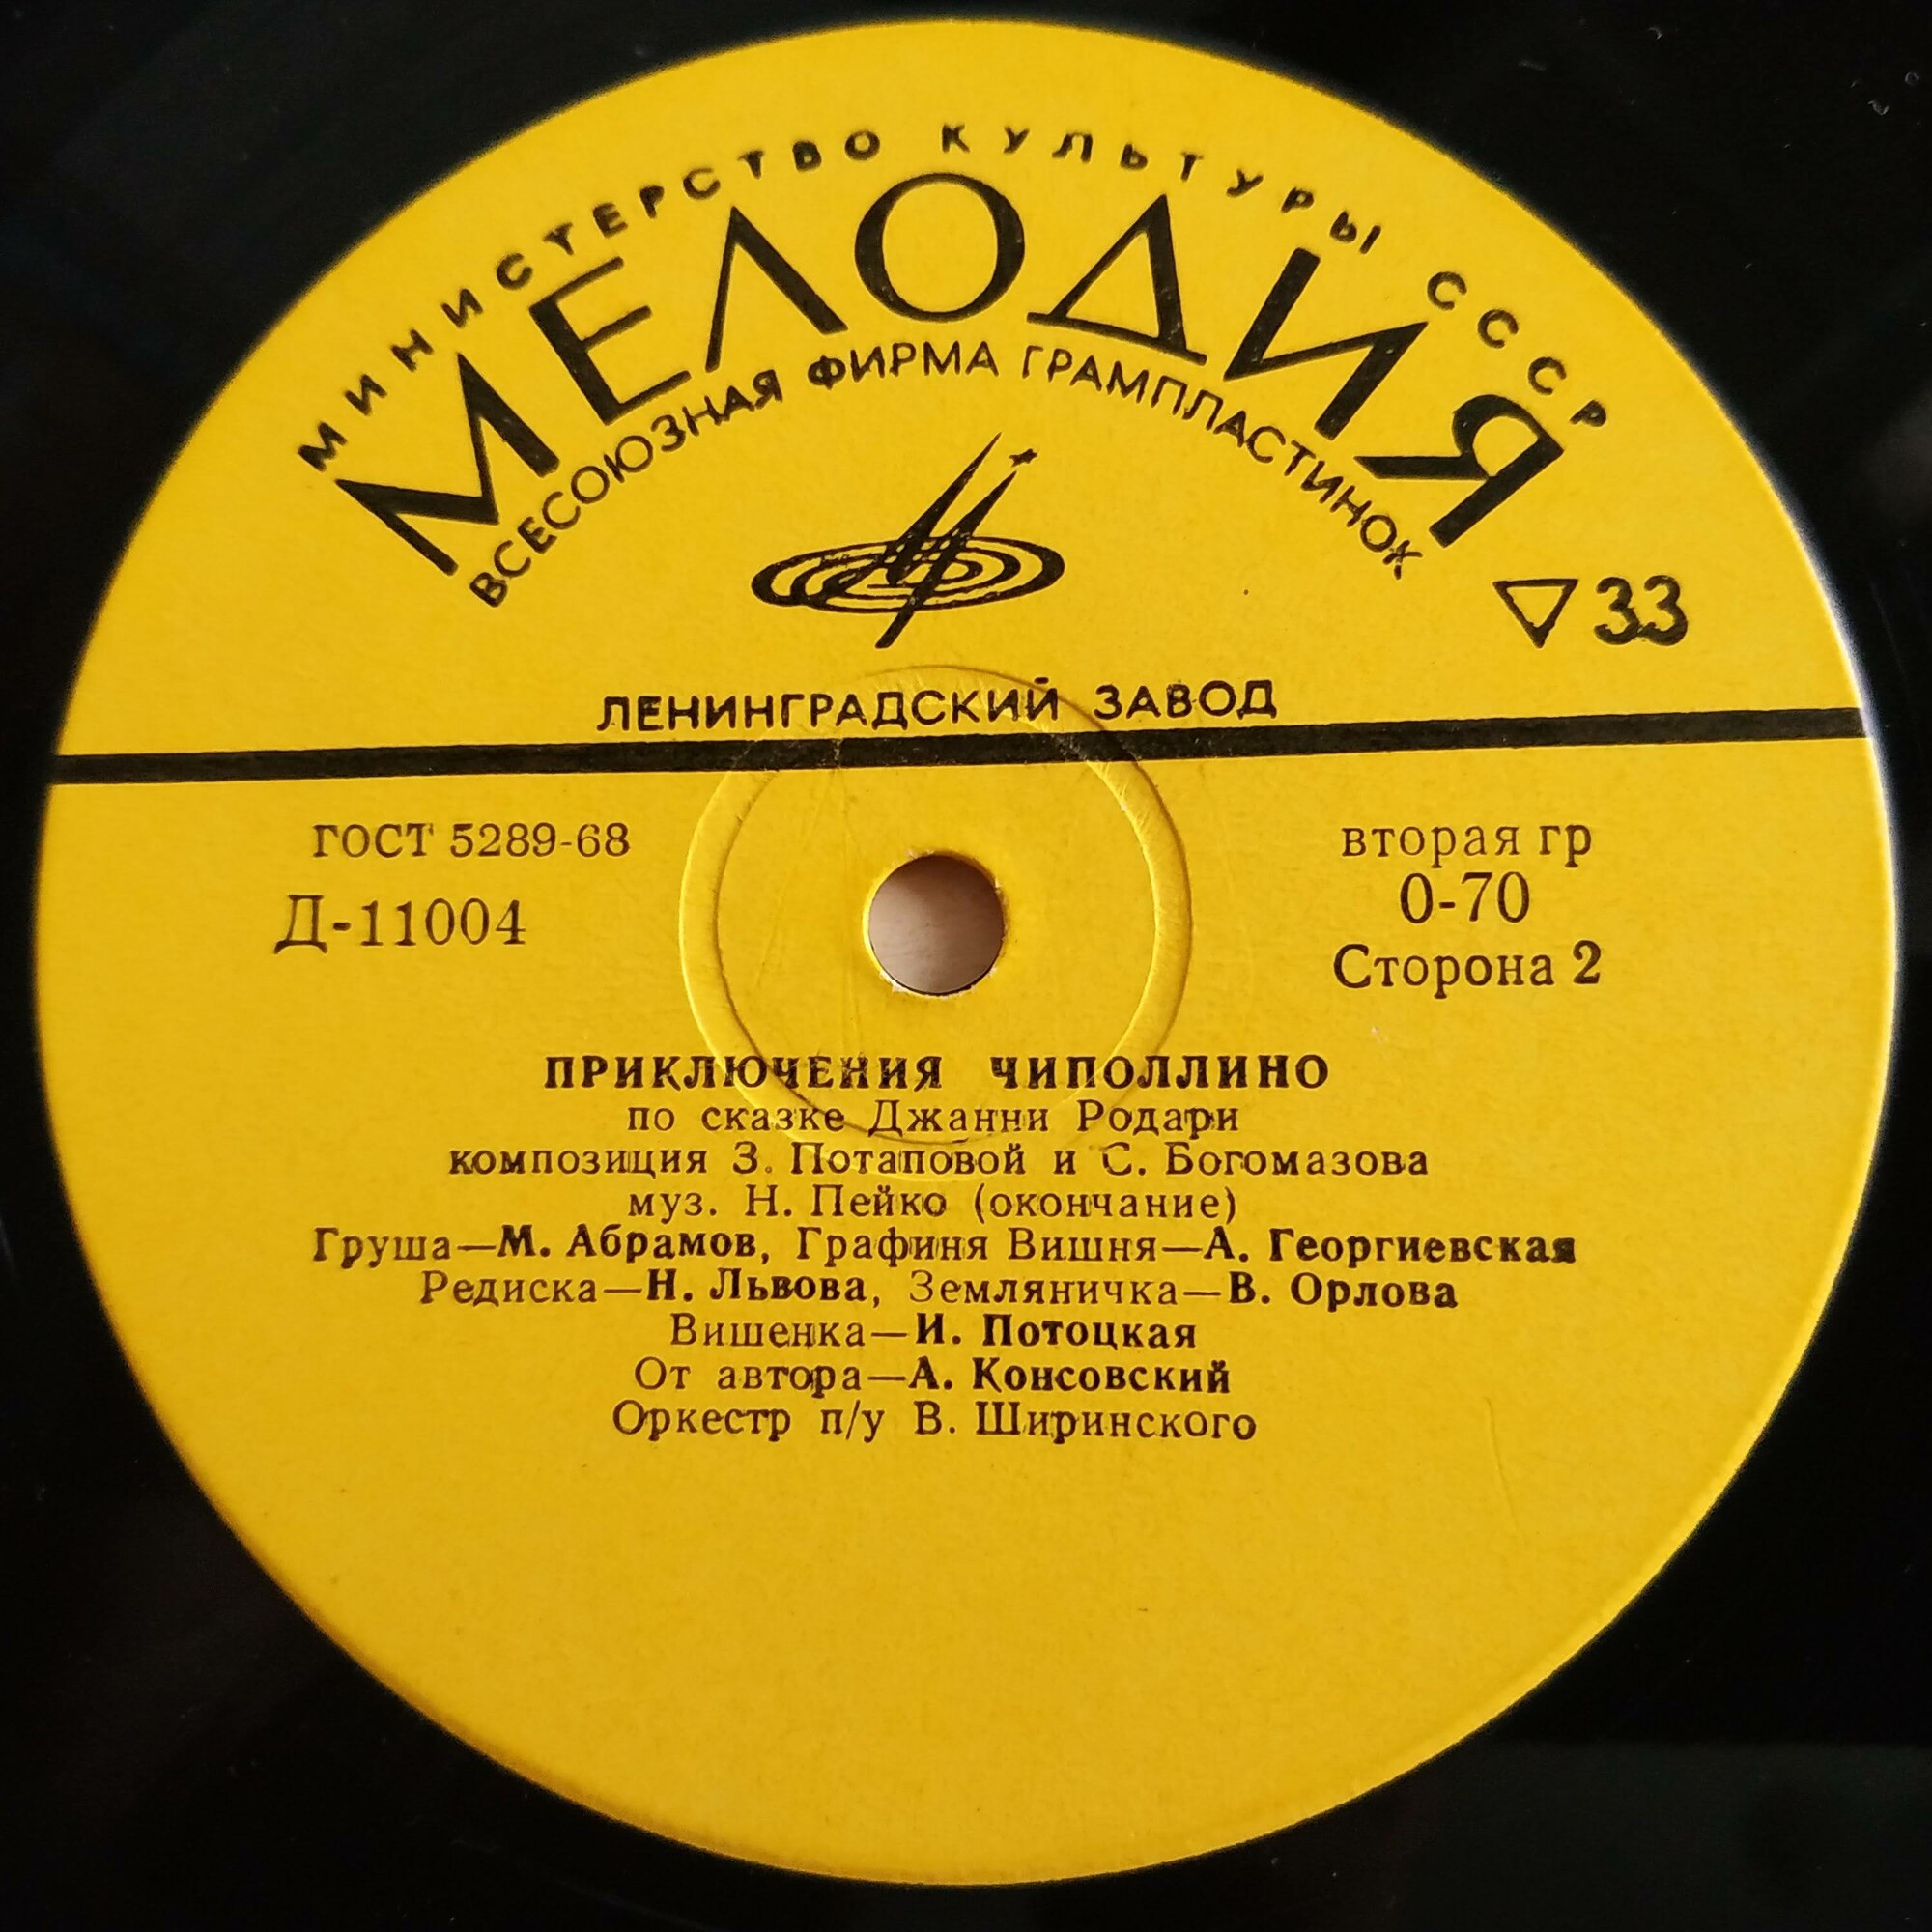 МИНИСТЕРСТВО КУЛЬТУРЫ СССР
МЕЛОДИЯ
ВСЕСОЮЗНАЯ ФИРМА ГРАМПЛАСТИНОК
33
ЛЕНИНГРАДСКИЙ ЗАВОД
ГОСТ 5289-68
Д-11004
вторая гр
0-70
Сторона 2
ПРИКЛЮЧЕНИЯ ЧИПОЛЛИНО
по сказке Джанни Родари
композиция З. Потаповой и С. Богомазова
муз. Н. Пейко (окончание)
Груша—М. Абрамов, Графиня Вишня—А. Георгиевская
Редиска—Н. Львова, Земляничка—В. Орлова
Вишенка—И. Потоцкая
От автора—А. Консовский
Оркестр п/у В. Ширинского